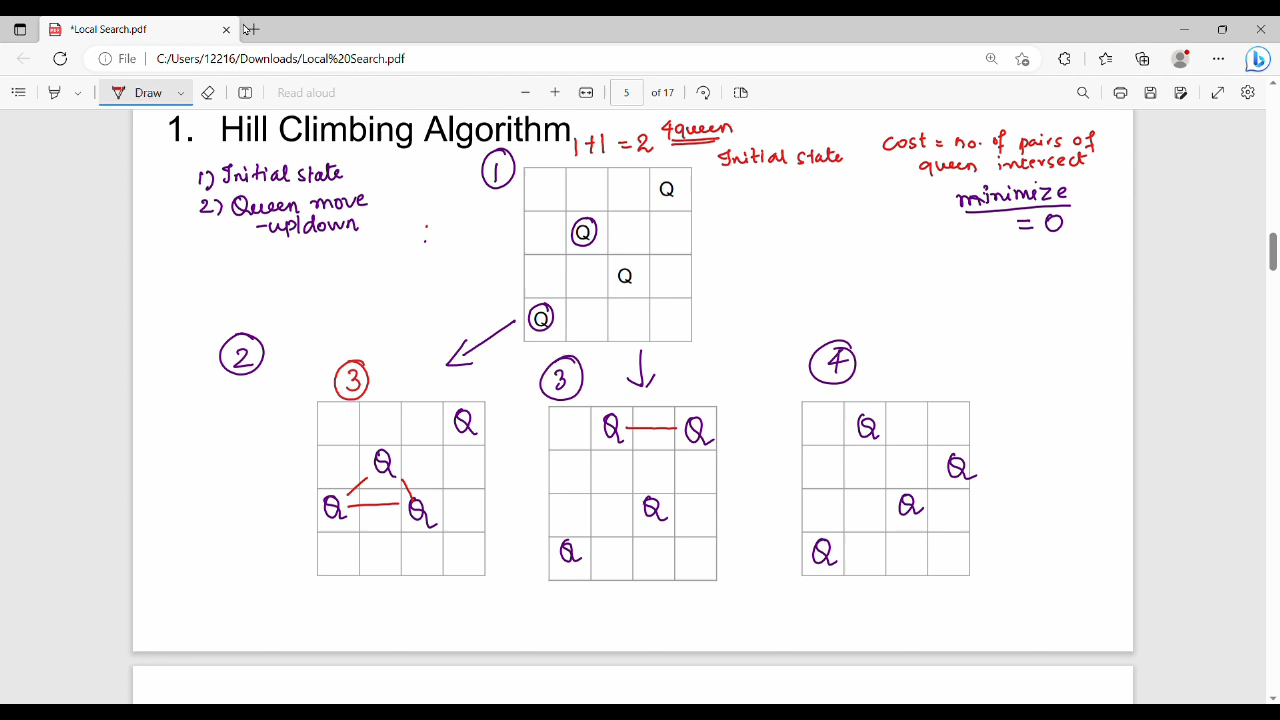 *Local Search.pdf
File C:/Users/12216/Downloads/Local%20Search.pdf
Draw Read aloud 5 of 17
1. Hill Climbing Algorithm
1+1 = 2 4queen
Initial state
cost = no. of pairs of
queen intersect
minimize
= 0
1) Initial state
2) Queen move
-up/down
1
Q
Q
Q
Q
2
3
3
4
Q
Q
Q Q
Q Q
Q
Q
Q
Q
Q
Q